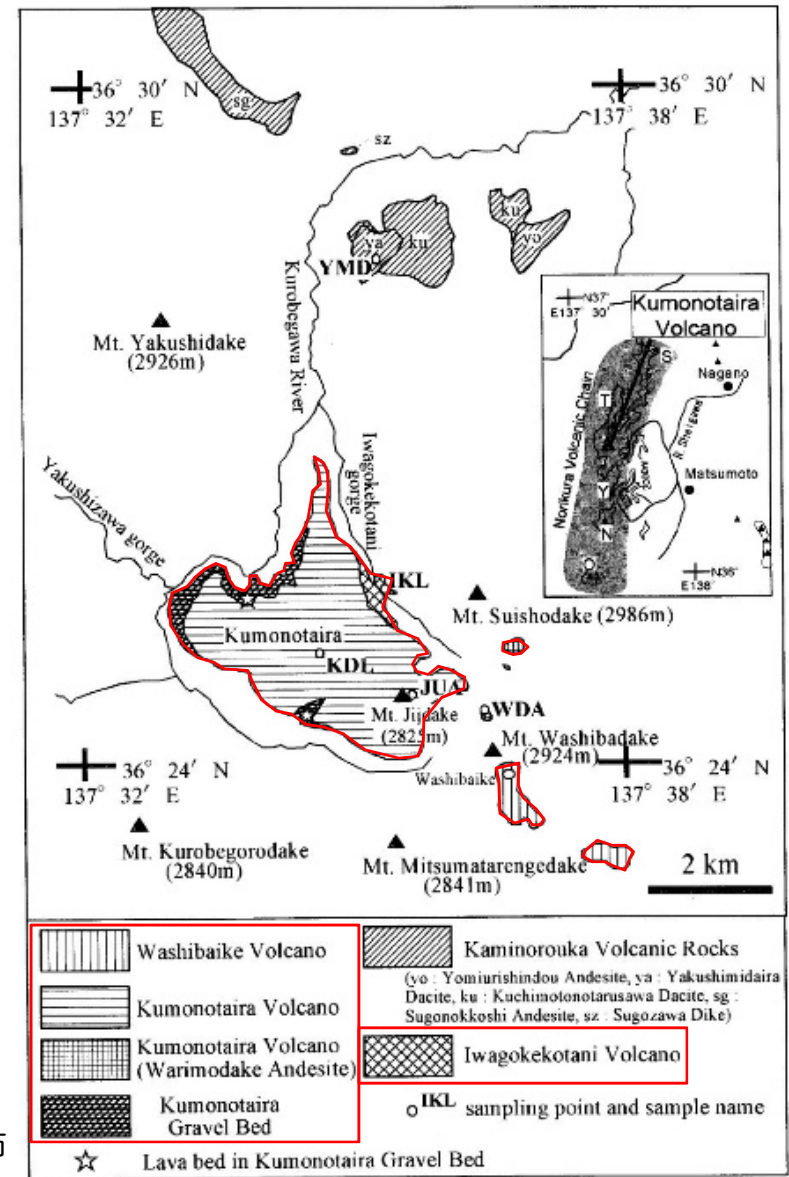 36° 30′ N
137° 32′ E
36° 30′ N
137° 38′ E
sg
sz
ku
yo
ya
ku
YMD
Kurobegawa River
Mt. Yakushidake
(2926m)
N37°
E137° 30′
Kumonotaira
Volcano
S
Nagano
T
Norikura Volcanic Chain
Matsumoto
Y
N
O
N36°
E138°
Iwagokekotani
gorge
Yakushizawa gorge
IKL
Mt. Suishodake (2986m)
Kumonotaira
KDL
JUA
WDA
Mt. Jijdake
(2825m)
Mt. Washibadake
(2924m)
Washibaike
36° 24′ N
137° 32′ E
36° 24′ N
137° 38′ E
Mt. Kurobegorodake
(2840m)
Mt. Mitsumatarengedake
(2841m)
2 km
Washibaike Volcano
Kumonotaira Volcano
Kumonotaira Volcano
(Warimodake Andesite)
Kumonotaira
Gravel Bed
Lava bed in Kumonotaira Gravel Bed
Kaminorouka Volcanic Rocks
(yo : Yomiurishindou Andesite, ya : Yakushimidaira
Dacite, ku : Kuchimotonotarusawa Dacite, sg :
Sugonokkoshi Andesite, sz : Sugozawa Dike)
Iwagokekotani Volcano
IKL sampling point and sample name